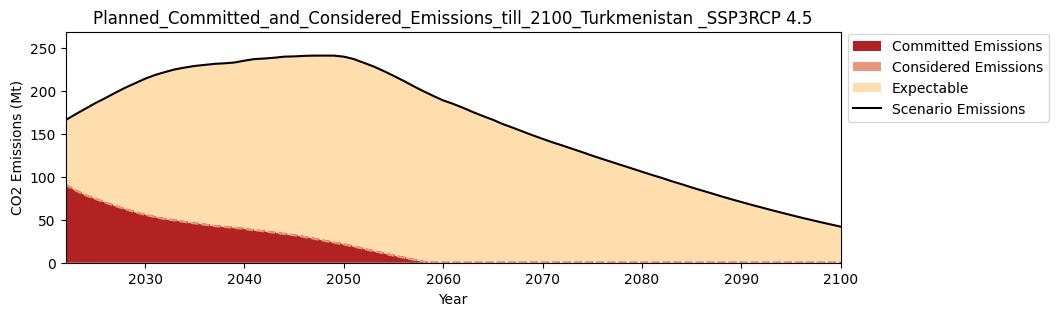 Planned_Committed_and_Considered_Emissions_till_2100_Turkmenistan _SSP3RCP 4.5
CO2 Emissions (Mt)
250
200
150
100
50
0
2030 2040 2050 2060 2070 2080 2090 2100
Year
Committed Emissions
Considered Emissions
Expectable
Scenario Emissions